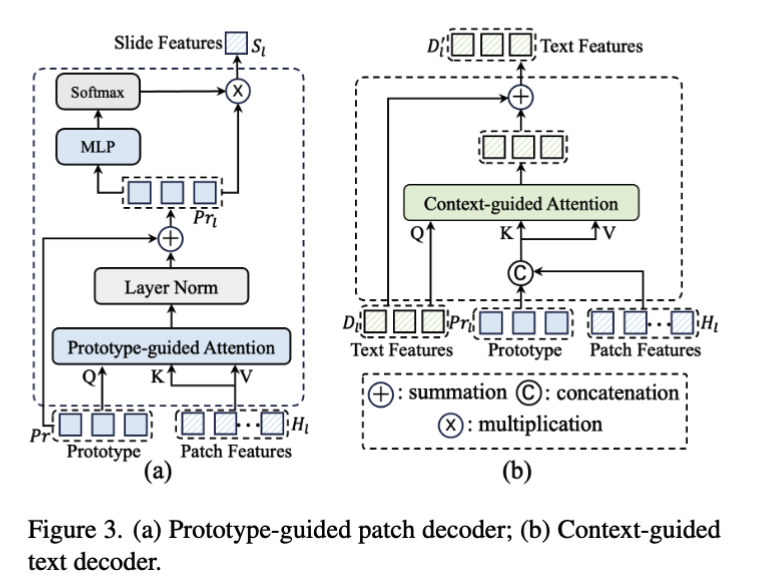 Slide Features S_l
Softmax
X
MLP
Pr_l
+
Layer Norm
Prototype-guided Attention
Q K V
Pr H_l
Prototype Patch Features
(a)
D'_l Text Features
+
Context-guided Attention
Q K V
C
D_l Pr_l ... H_l
Text Features Prototype Patch Features
+ : summation C : concatenation
X : multiplication
(b)
Figure 3. (a) Prototype-guided patch decoder; (b) Context-guided
text decoder.